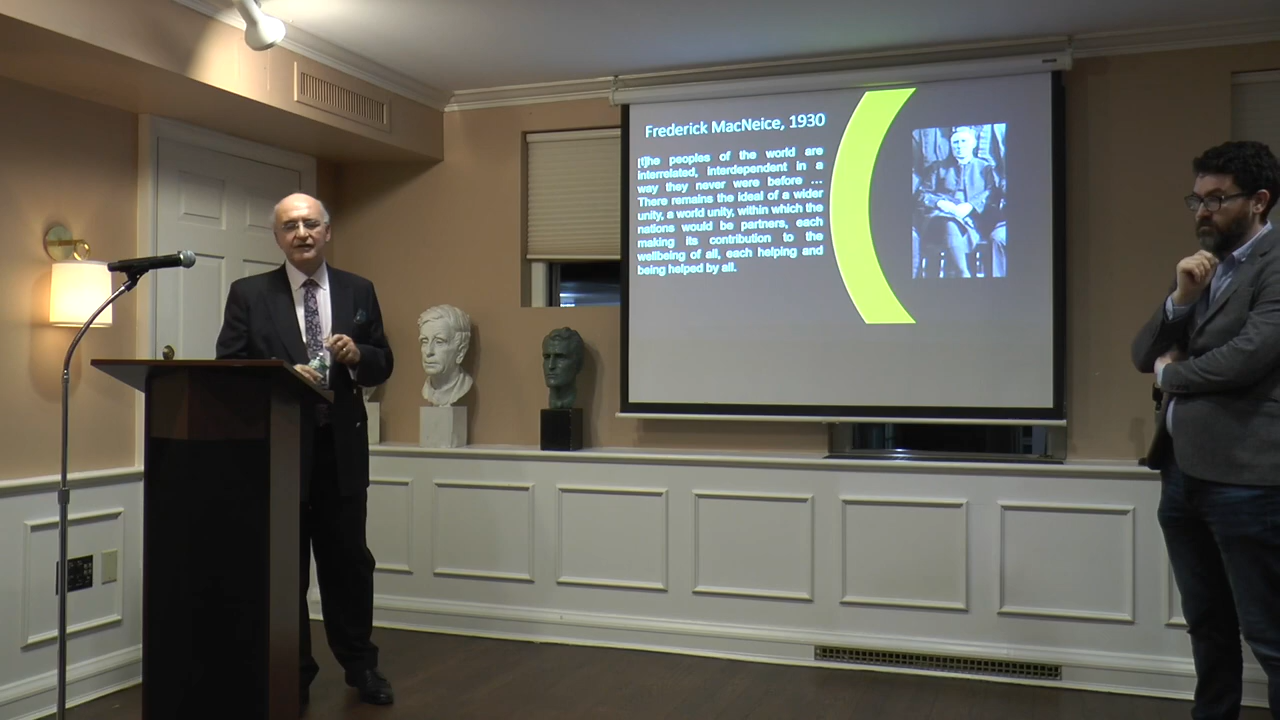 Frederick MacNeice, 1930
[t]he peoples of the world are
interrelated, interdependent in a
way they never were before ...
There remains the ideal of a wider
unity, a world unity, within which the
nations would be partners, each
making its contribution to the
wellbeing of all, each helping and
being helped by all.